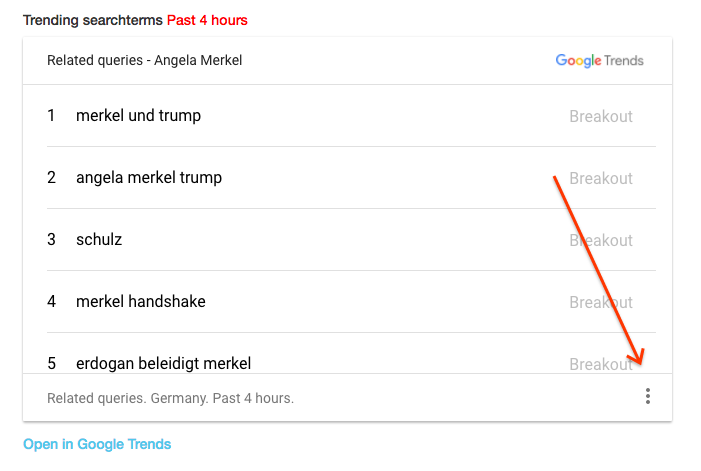 Trending searchterms Past 4 hours
Related queries - Angela Merkel Google Trends
1 merkel und trump Breakout
2 angela merkel trump Breakout
3 schulz Breakout
4 merkel handshake Breakout
5 erdogan beleidigt merkel Breakout
Related queries. Germany. Past 4 hours.
Open in Google Trends